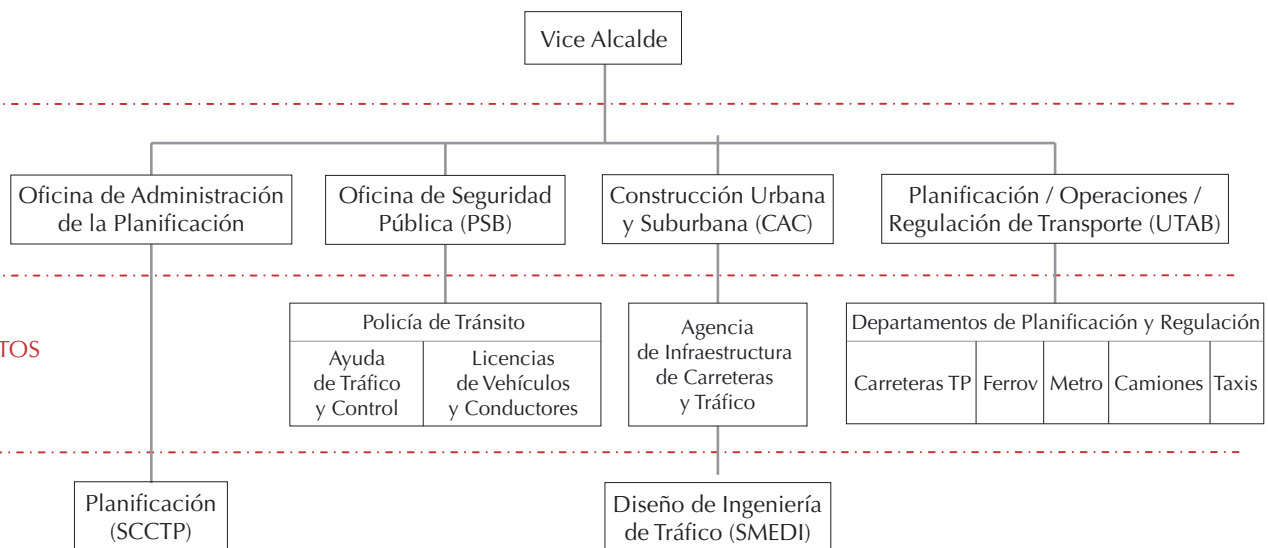 Vice Alcalde
Oficina de Administración
de la Planificación
Oficina de Seguridad
Pública (PSB)
Construcción Urbana
y Suburbana (CAC)
Planificación / Operaciones /
Regulación de Transporte (UTAB)
TOS
Policía de Tránsito
Ayuda
de Tráfico
y Control
Licencias
de Vehículos
y Conductores
Agencia
de Infraestructura
de Carreteras
y Tráfico
Departamentos de Planificación y Regulación
Carreteras TP
Ferrov
Metro
Camiones
Taxis
Planificación
(SCCTP)
Diseño de Ingeniería
de Tráfico (SMEDI)